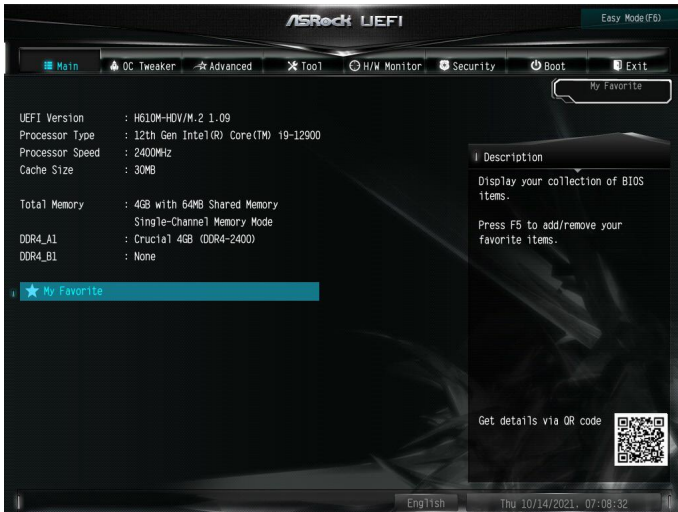 ASRock UEFI
Easy Mode(F6)
Main OC Tweaker Advanced Tool H/W Monitor Security Boot Exit
My Favorite
UEFI Version : H610M-HDV/M.2 1.09
Processor Type : 12th Gen Intel(R) Core(TM) i9-12900
Processor Speed : 2400MHz
Cache Size : 30MB
Total Memory : 4GB with 64MB Shared Memory
Single-Channel Memory Mode
DDR4_A1 : Crucial 4GB (DDR4-2400)
DDR4_B1 : None
My Favorite
Description
Display your collection of BIOS
items.
Press F5 to add/remove your
favorite items.
Get details via QR code
English
Thu 10/14/2021, 07:08:32